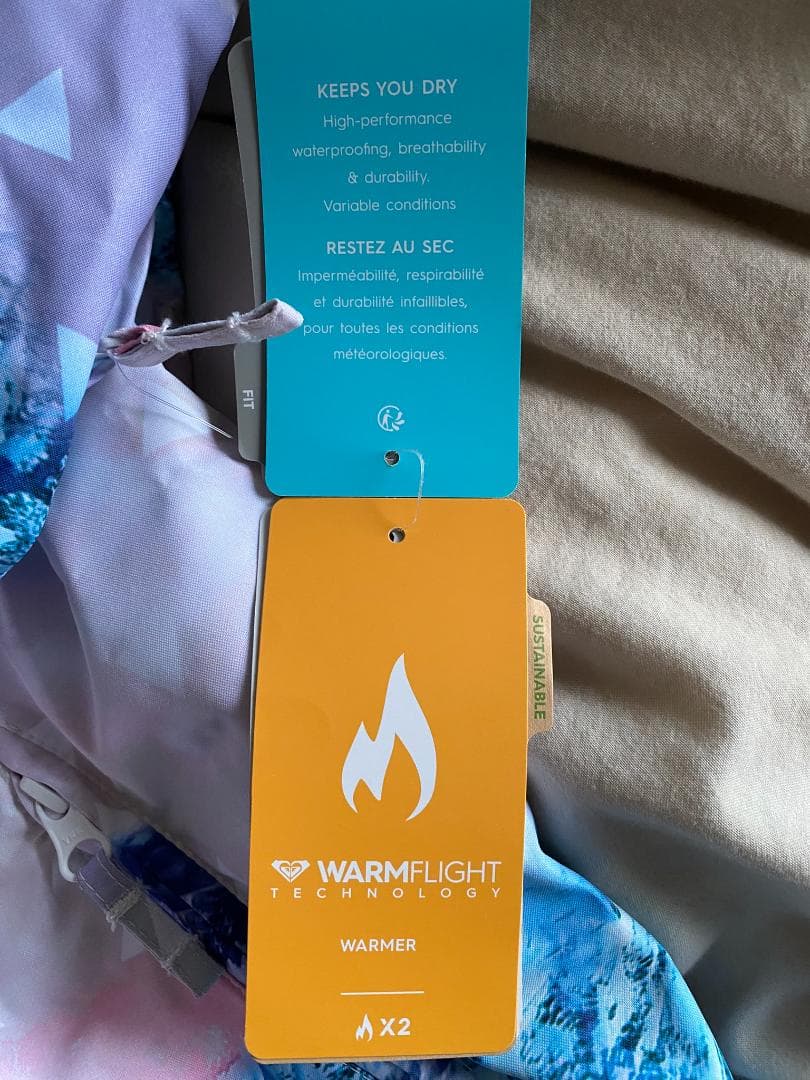 KEEPS YOU DRY
High-performance
waterproofing, breathability
& durability.
Variable conditions
RESTEZ AU SEC
Imperméabilité, respirabilité
et durabilité infaillibles,
pour toutes les conditions
météorologiques.
FIT
SUSTAINABLE
WARMFLIGHT
TECHNOLOGY
WARMER
X2